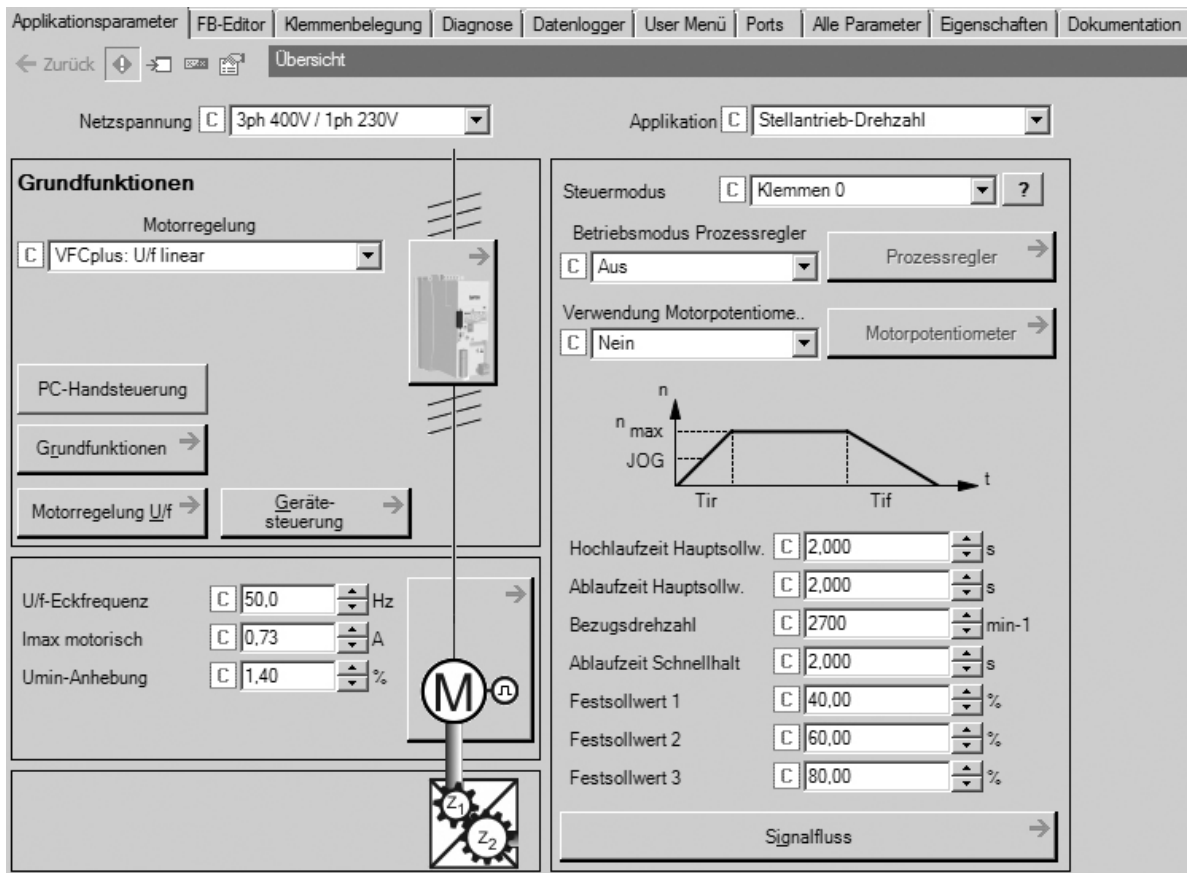 Applikationsparameter FB-Editor Klemmenbelegung Diagnose Datenlogger User Menü Ports Alle Parameter Eigenschaften Dokumentation
Zurück Übersicht
Netzspannung C 3ph 400V / 1ph 230V
Applikation C Stellantrieb-Drehzahl
Grundfunktionen
Motorregelung
C VFCplus: U/f linear
PC-Handsteuerung
Grundfunktionen
Motorregelung U/f
Geräte-
steuerung
U/f-Eckfrequenz C 50,0 Hz
Imax motorisch C 0,73 A
Umin-Anhebung C 1,40 %
M
Z1
Z2
Steuermodus C Klemmen 0 ?
Betriebsmodus Prozessregler
C Aus Prozessregler
Verwendung Motorpotentiome..
C Nein Motorpotentiometer
n
n max
JOG
t
Tir Tif
Hochlaufzeit Hauptsollw. C 2,000 s
Ablaufzeit Hauptsollw. C 2,000 s
Bezugsdrehzahl C 2700 min-1
Ablaufzeit Schnellhalt C 2,000 s
Festsollwert 1 C 40,00 %
Festsollwert 2 C 60,00 %
Festsollwert 3 C 80,00 %
Signalfluss